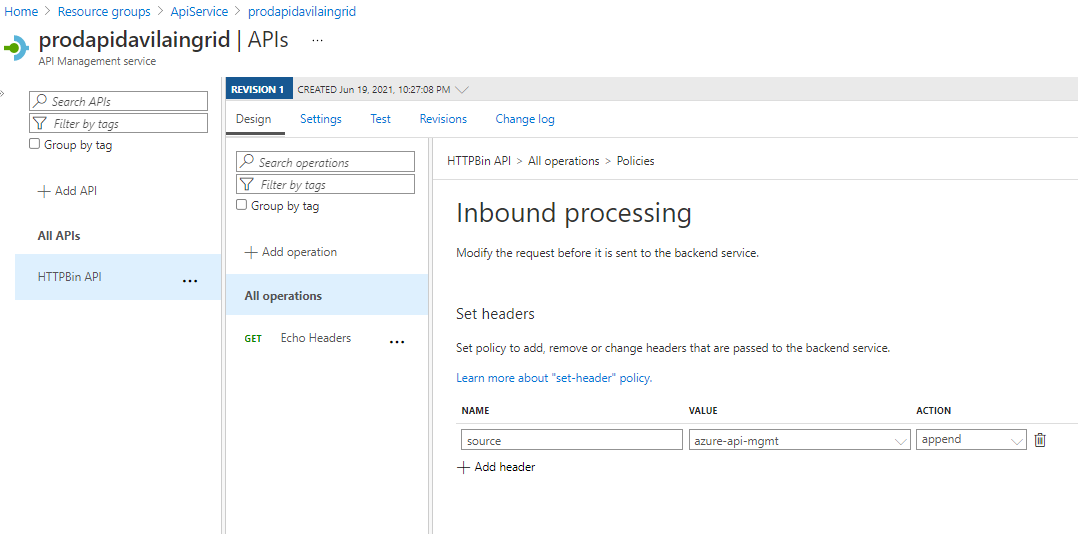 Home > Resource groups > ApiService > prodapidavilaingrid
prodapidavilaingrid | APIs ...
API Management service
Search APIs
Filter by tags
Group by tag
+ Add API
All APIs
HTTPBin API ...
REVISION 1 CREATED Jun 19, 2021, 10:27:08 PM
Design Settings Test Revisions Change log
Search operations
Filter by tags
Group by tag
+ Add operation
All operations
GET Echo Headers ...
HTTPBin API > All operations > Policies
Inbound processing
Modify the request before it is sent to the backend service.
Set headers
Set policy to add, remove or change headers that are passed to the backend service.
Learn more about "set-header" policy.
NAME VALUE ACTION
source azure-api-mgmt append
+ Add header